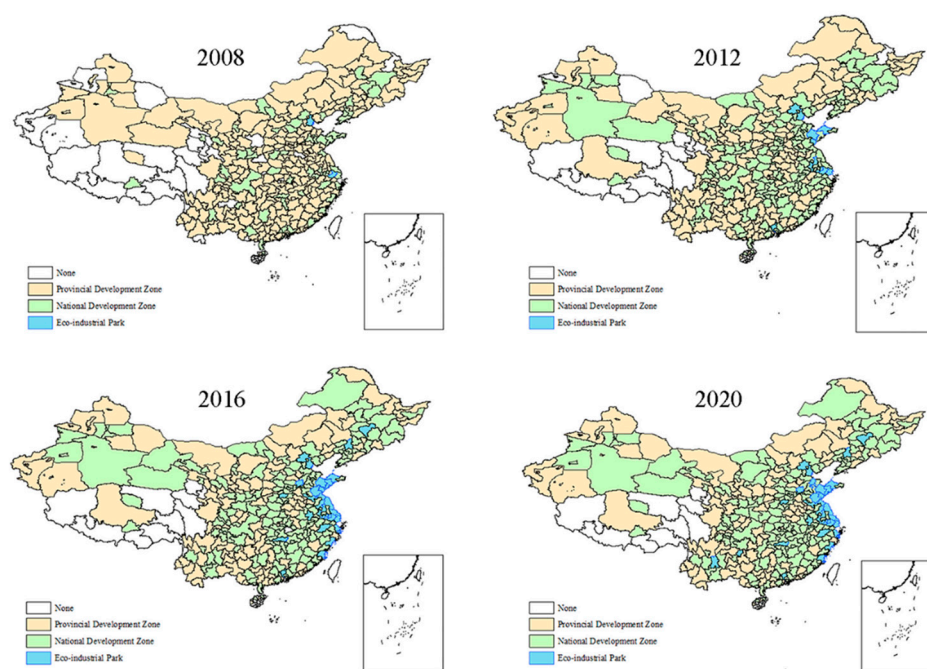 2008
None
Provincial Development Zone
National Development Zone
Eco-industrial Park
2012
None
Provincial Development Zone
National Development Zone
Eco-industrial Park
2016
None
Provincial Development Zone
National Development Zone
Eco-industrial Park
2020
None
Provincial Development Zone
National Development Zone
Eco-industrial Park